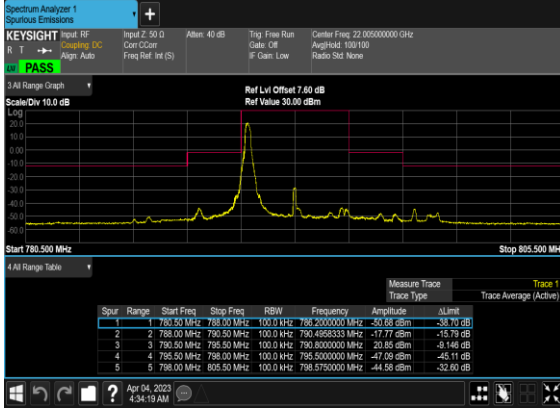 Spectrum Analyzer 1
Spurious Emissions
+
KEYSIGHT Input: RF Input Z: 50 Ω Atten: 40 dB Trig: Free Run Center Freq: 22.005000000 GHz
R T Coupling: DC Corr CCorr Gate: Off Avg|Hold: 100/100
Align: Auto Freq Ref: Int (S) IF Gain: Low Radio Std: None
PASS
3.All Range Graph
Ref Lvl Offset 7.60 dB
Scale/Div 10.0 dB Ref Value 30.00 dBm
Log
20.0
10.0
0.00
-10.0
-20.0
-30.0
-40.0
-50.0
-60.0
Start 780.500 MHz Stop 805.500 MHz
4.All Range Table
Measure Trace Trace 1
Trace Type Trace Average (Active)
Spur Range Start Freq Stop Freq RBW Frequency Amplitude ΔLimit
1 1 780.50 MHz 788.00 MHz 100.0 kHz 786.2000000 MHz -50.68 dBm -38.70 dB
2 2 788.00 MHz 790.50 MHz 100.0 kHz 790.4958333 MHz -17.77 dBm -15.79 dB
3 3 790.50 MHz 795.50 MHz 100.0 kHz 790.8000000 MHz 20.85 dBm -9.146 dB
4 4 795.50 MHz 798.00 MHz 100.0 kHz 795.5000000 MHz -47.09 dBm -45.11 dB
5 5 798.00 MHz 805.50 MHz 100.0 kHz 798.5750000 MHz -44.58 dBm -32.60 dB
?
Apr 04, 2023
4:34:19 AM